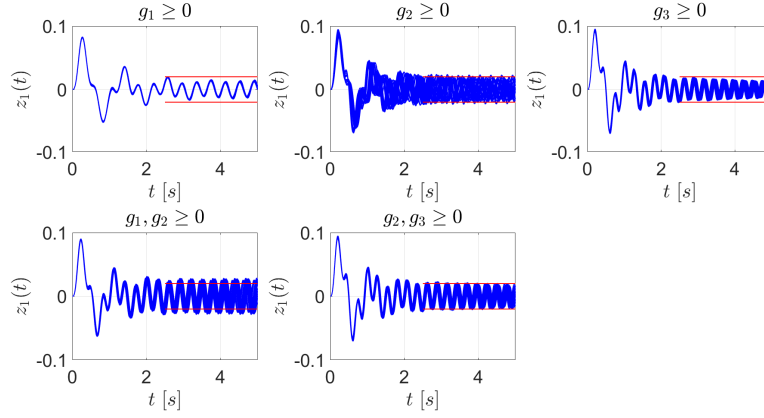 g₁ ≥ 0
g₂ ≥ 0
g₃ ≥ 0
0.1
0
-0.1
z₁(t)
0 2 4
t [s]
0.1
0
-0.1
z₁(t)
0 2 4
t [s]
0.1
0
-0.1
z₁(t)
0 2 4
t [s]
g₁, g₂ ≥ 0
g₂, g₃ ≥ 0
0.1
0
-0.1
z₁(t)
0 2 4
t [s]
0.1
0
-0.1
z₁(t)
0 2 4
t [s]